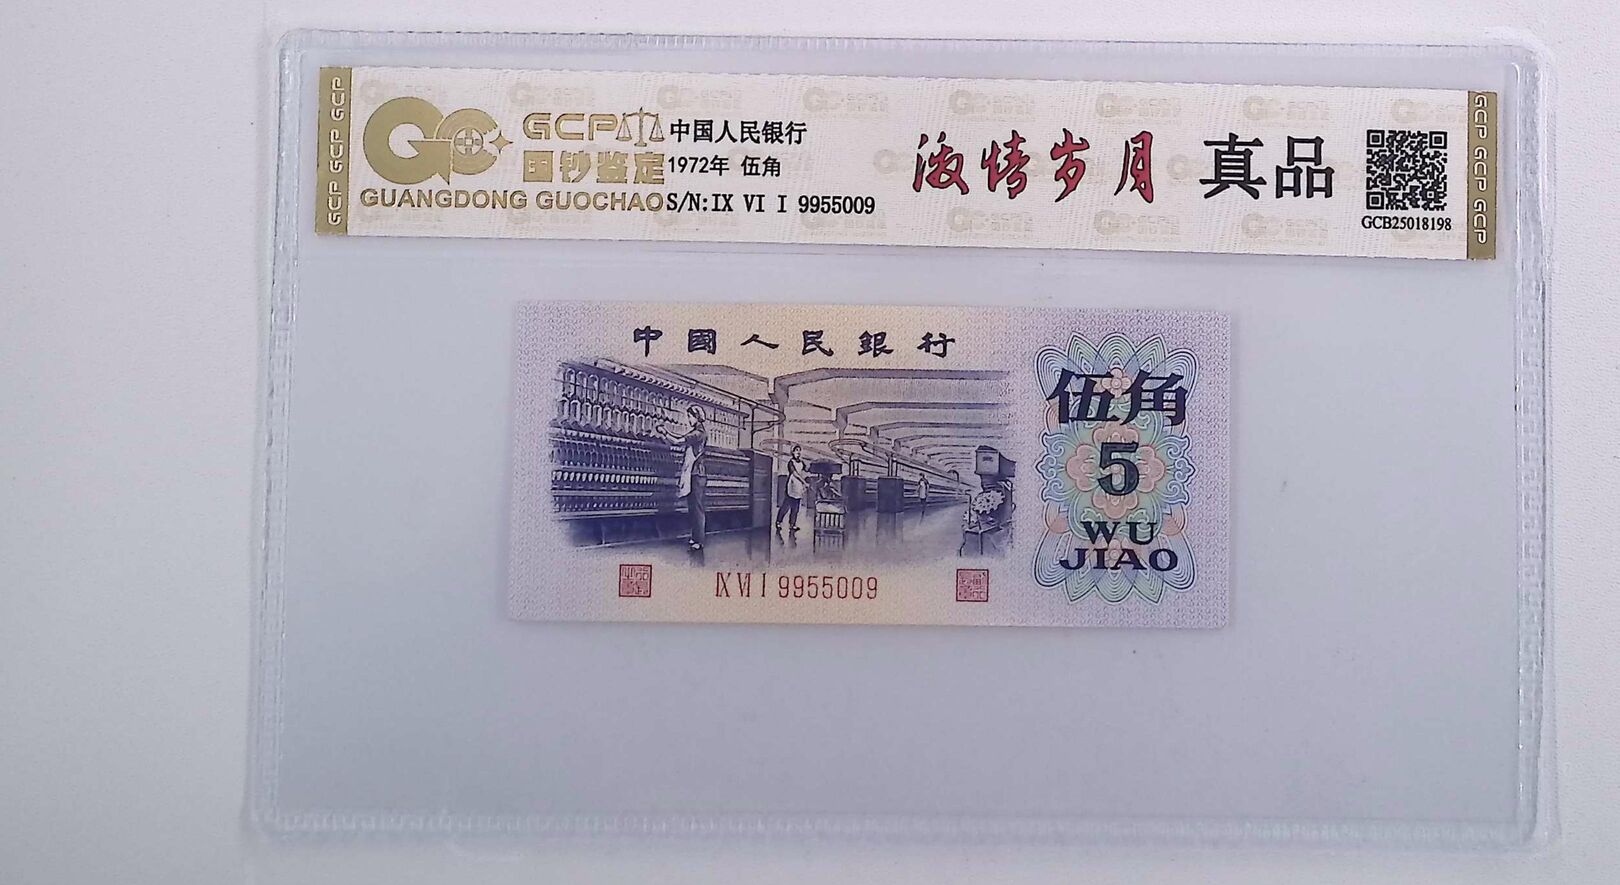 GCP GCP GCP
GCP
国钞鉴定
GUANGDONG GUOCHAO
中国人民银行
1972年 伍角
S/N:IX VI I 9955009
激情岁月 真品
GCB25018198
GCP GCP GCP
中國人民銀行
伍角
5
WU
JIAO
IX VI I 9955009